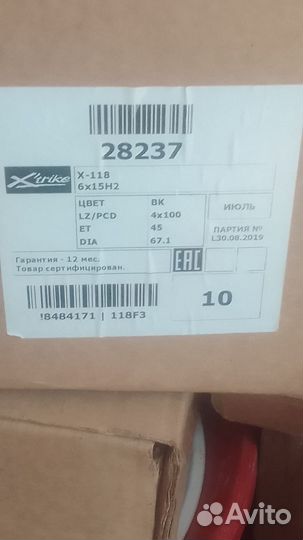 28237
X'trike
X-118
6x15H2
ЦВЕТ BK
LZ/PCD 4x100
ET 45
DIA 67.1
ИЮЛЬ
ПАРТИЯ №
L30.08.2019
Гарантия - 12 мес.
Товар сертифицирован.
EAC
!8484171 | 118F3
10
Avito